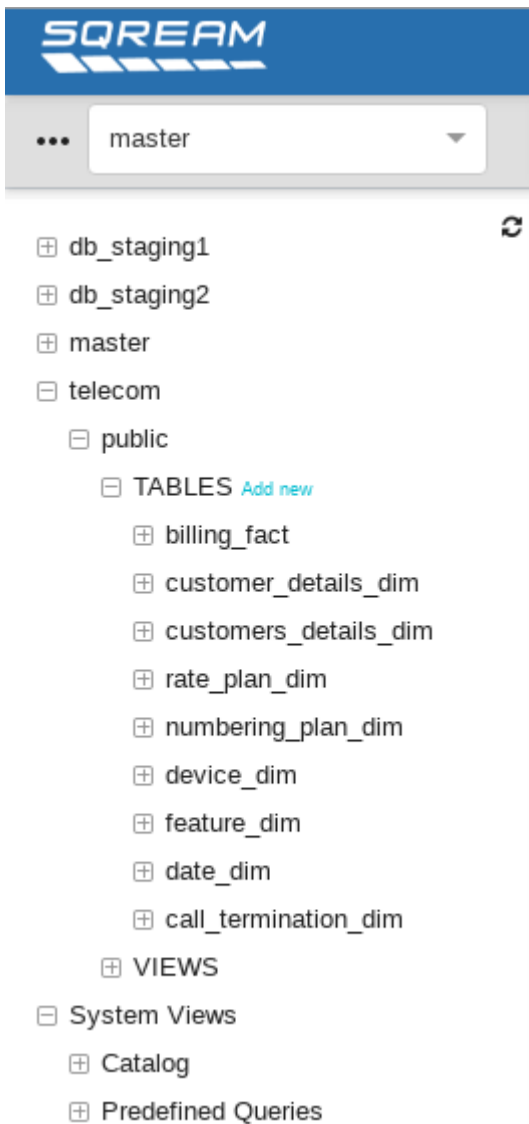 SQREAM
master
db_staging1
db_staging2
master
telecom
public
TABLES Add new
billing_fact
customer_details_dim
customers_details_dim
rate_plan_dim
numbering_plan_dim
device_dim
feature_dim
date_dim
call_termination_dim
VIEWS
System Views
Catalog
Predefined Queries